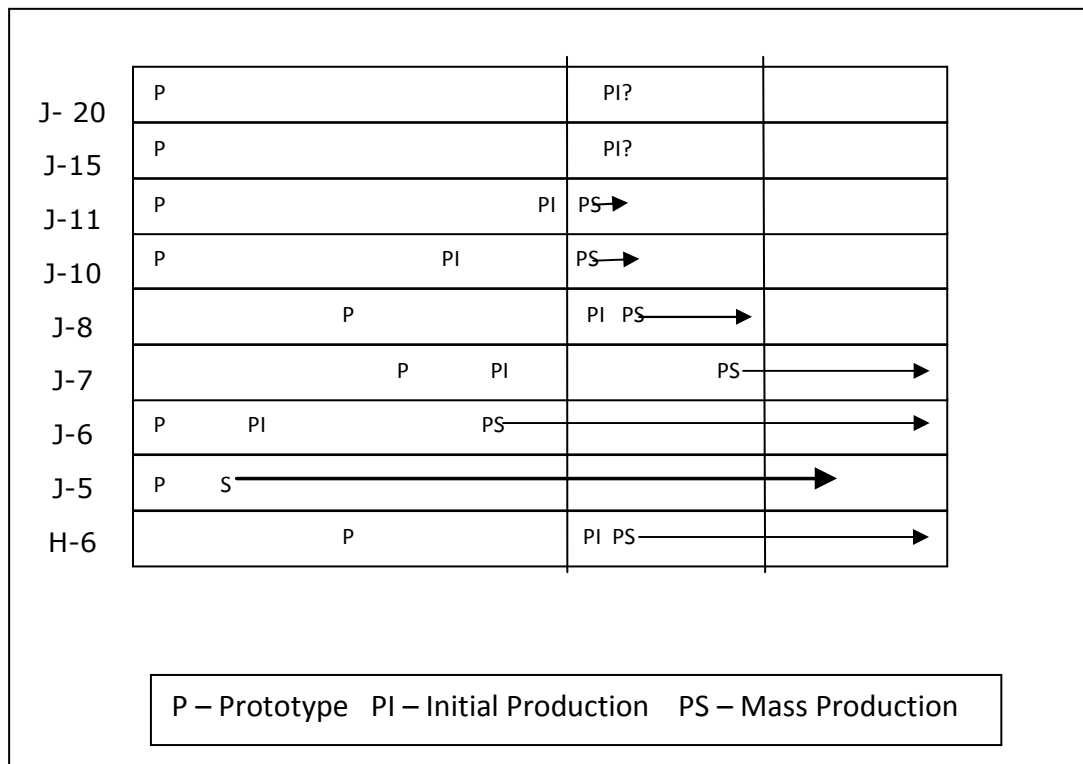 J- 20 P PI?
J-15 P PI?
J-11 P PI PS
J-10 P PI PS
J-8 P PI PS
J-7 P PI PS
J-6 P PI PS
J-5 P S
H-6 P PI PS
P – Prototype PI – Initial Production PS – Mass Production